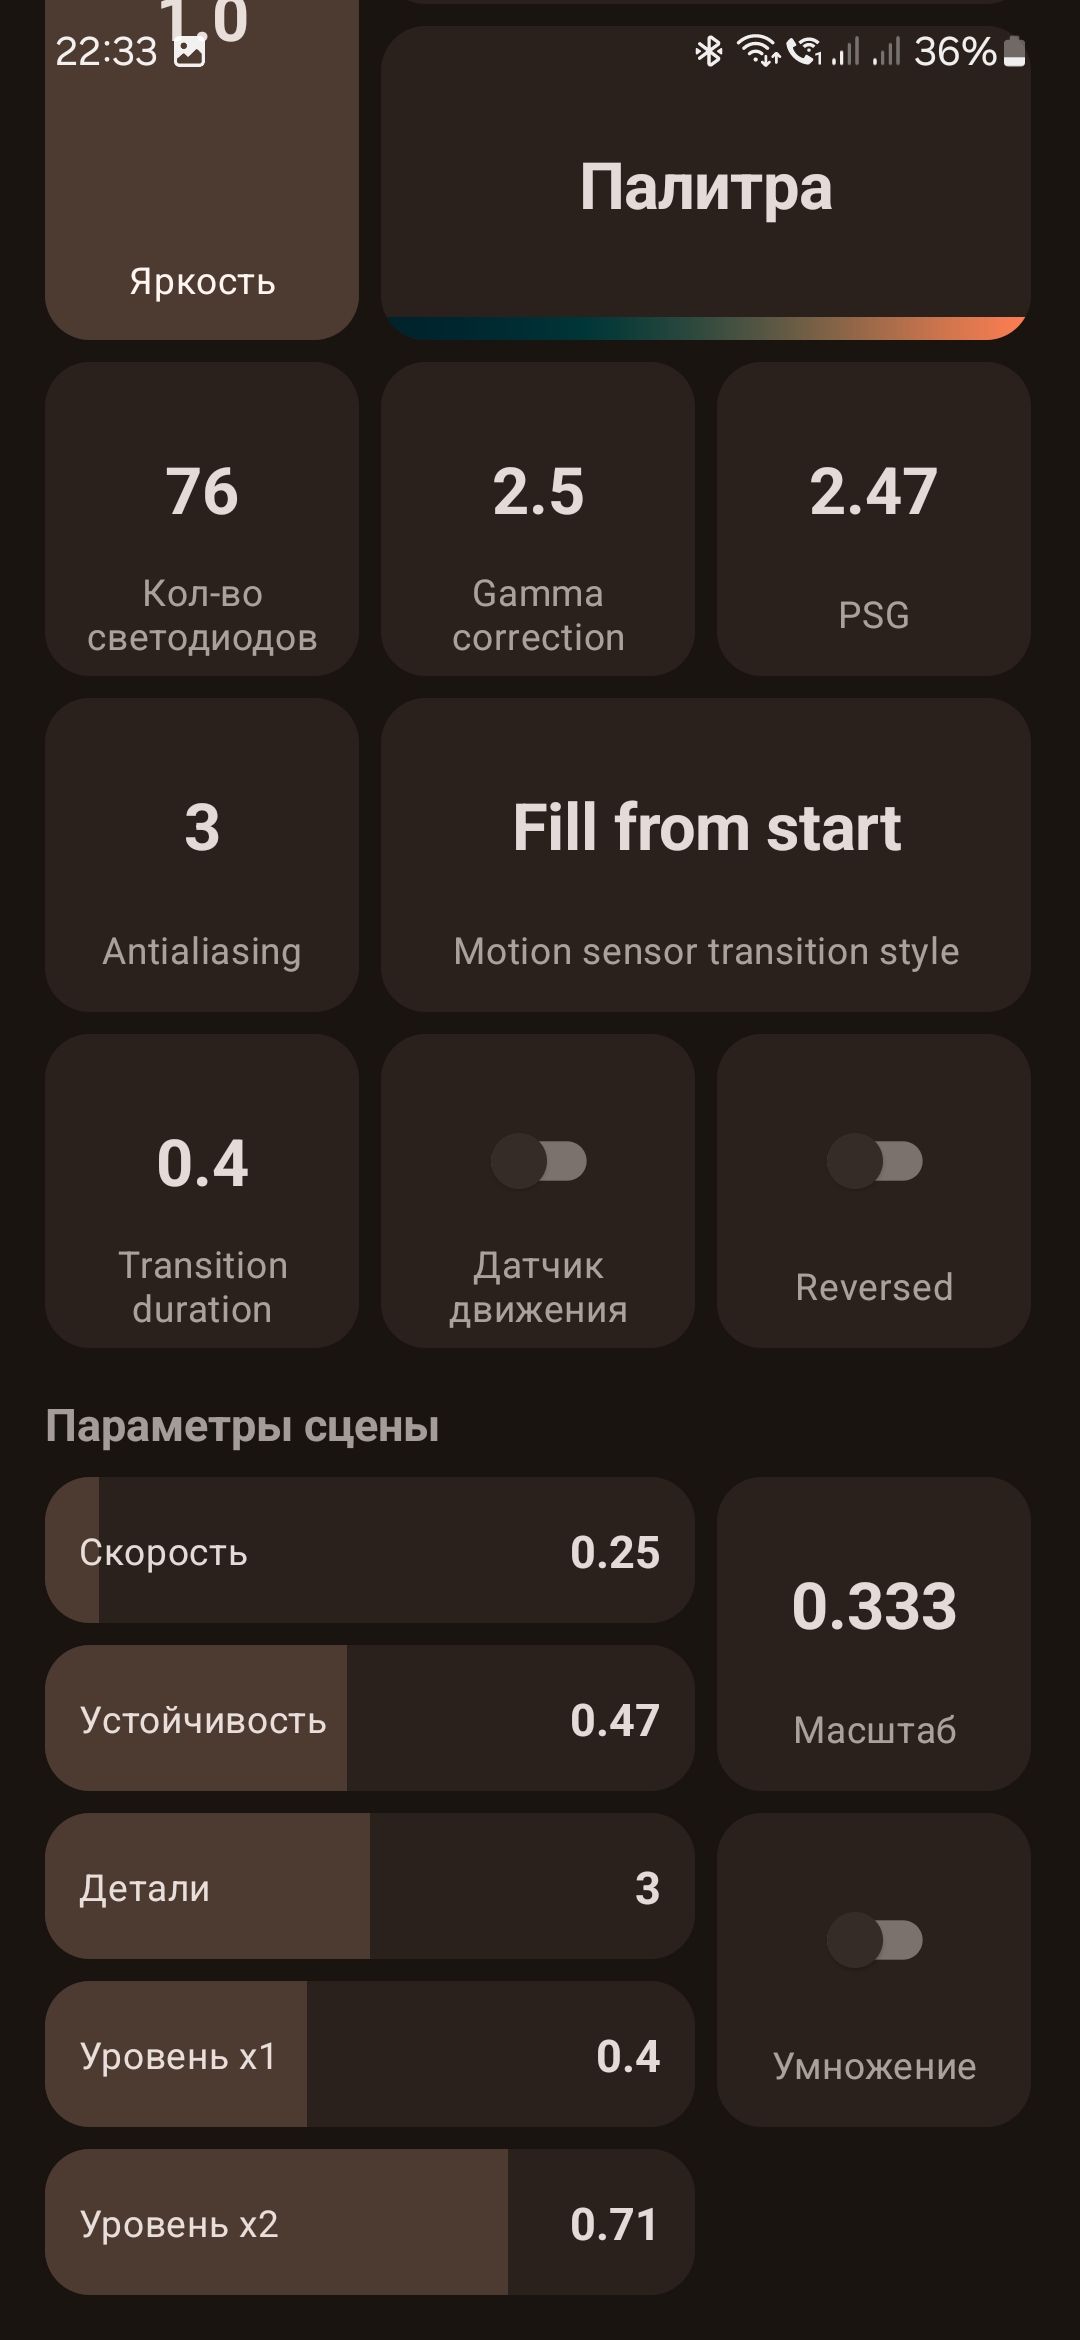 1.0
22:33
36%
Яркость
Палитра
76
Кол-во
светодиодов
2.5
Gamma
correction
2.47
PSG
3
Antialiasing
Fill from start
Motion sensor transition style
0.4
Transition
duration
Датчик
движения
Reversed
Параметры сцены
Скорость 0.25
0.333
Масштаб
Устойчивость 0.47
Детали 3
Умножение
Уровень x1 0.4
Уровень x2 0.71